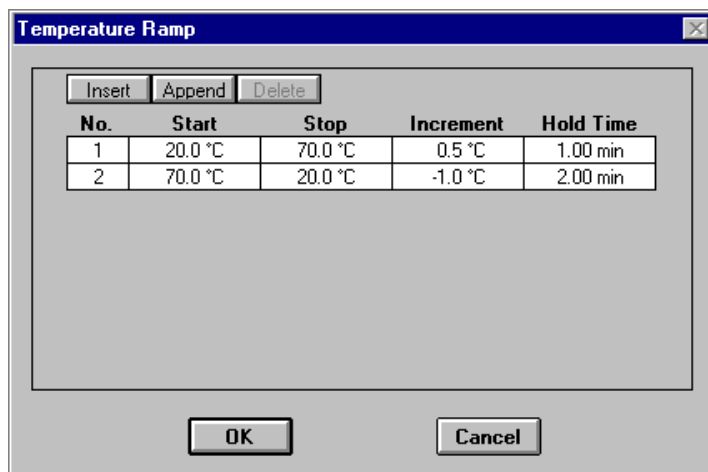 Temperature Ramp
Insert Append Delete
No. Start Stop Increment Hold Time
1 20.0 °C 70.0 °C 0.5 °C 1.00 min
2 70.0 °C 20.0 °C -1.0 °C 2.00 min
OK Cancel